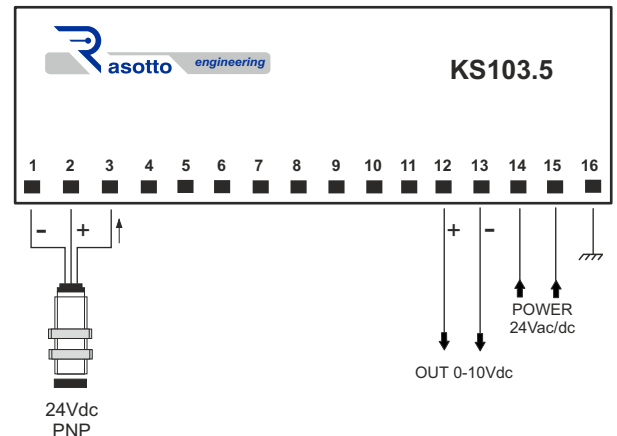 Rasotto engineering
KS103.5
1 2 3 4 5 6 7 8 9 10 11 12 13 14 15 16
- + + -
POWER
24Vac/dc
OUT 0-10Vdc
24Vdc
PNP